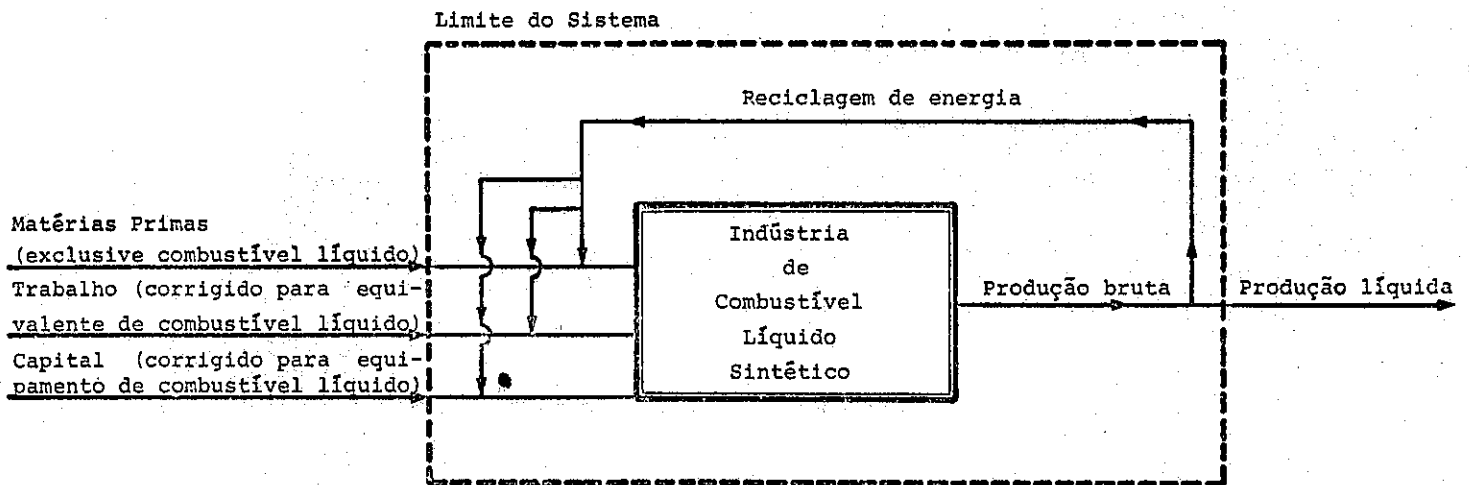 Limite do Sistema
Reciclagem de energia
Matérias Primas
(exclusive combustível líquido)
Trabalho (corrigido para equi-
valente de combustível líquido)
Capital (corrigido para equi-
pamento de combustível líquido)
Indústria
de
Combustível
Líquido
Sintético
Produção bruta
Produção líquida